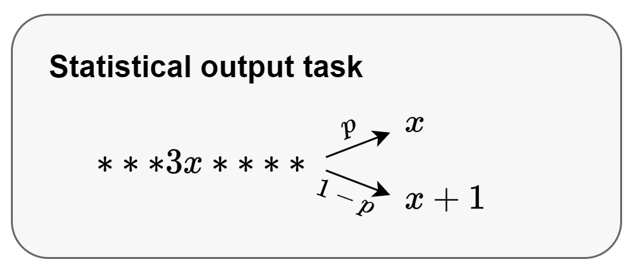 Statistical output task
p
x
* * *3x * * * *
1 − p
x + 1